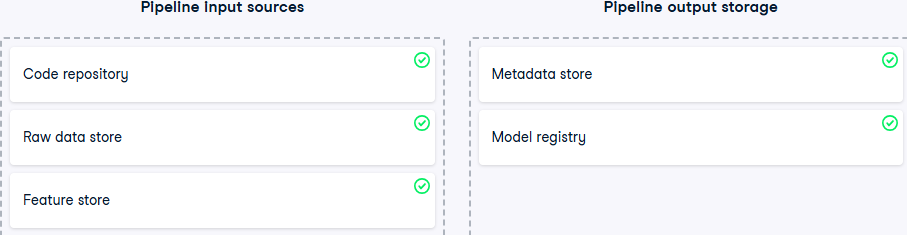 Pipeline input sources
Code repository
Raw data store
Feature store
Pipeline output storage
Metadata store
Model registry